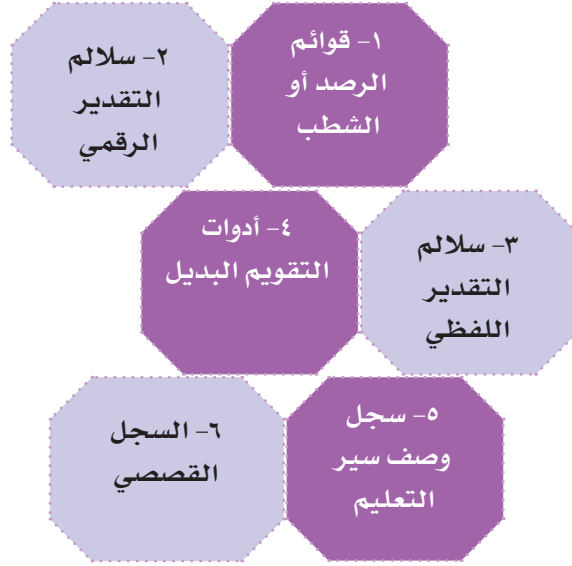 ١- قوائم
الرصد أو
الشطب
٢- سلالم
التقدير
الرقمي
٣- سلالم
التقدير
اللفظي
٤- أدوات
التقويم البديل
٥- سجل
وصف سير
التعليم
٦- السجل
القصصي